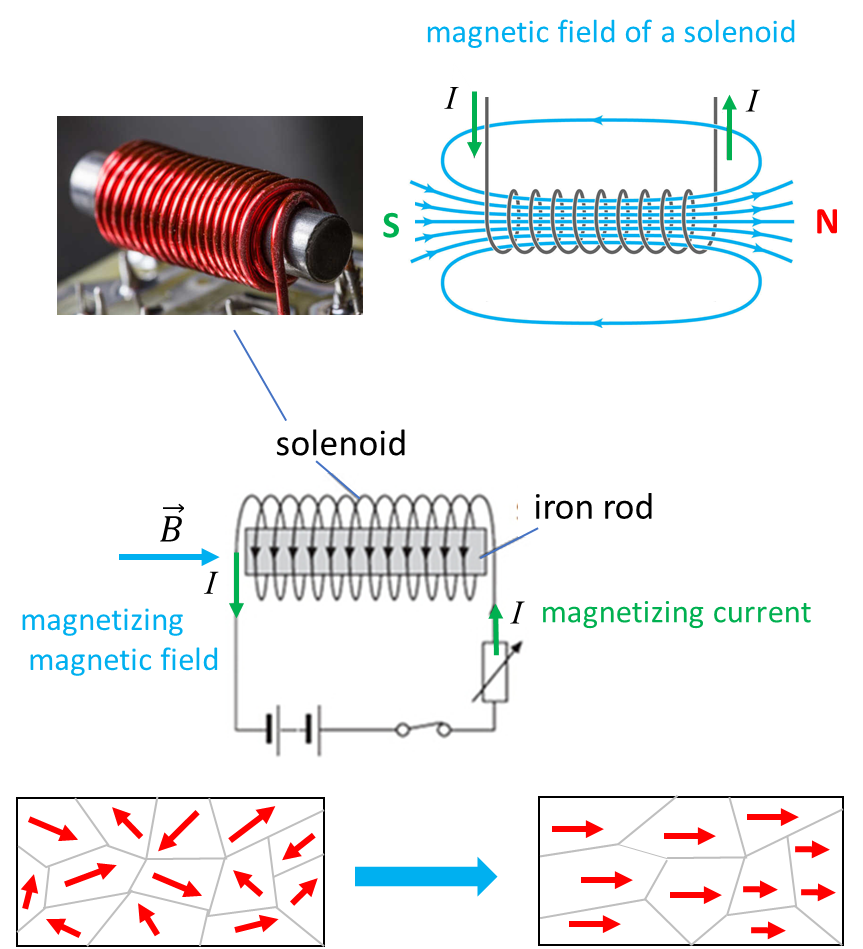 magnetic field of a solenoid
I
I
S
N
solenoid
iron rod
B
I
I
magnetizing current
magnetizing
magnetic field